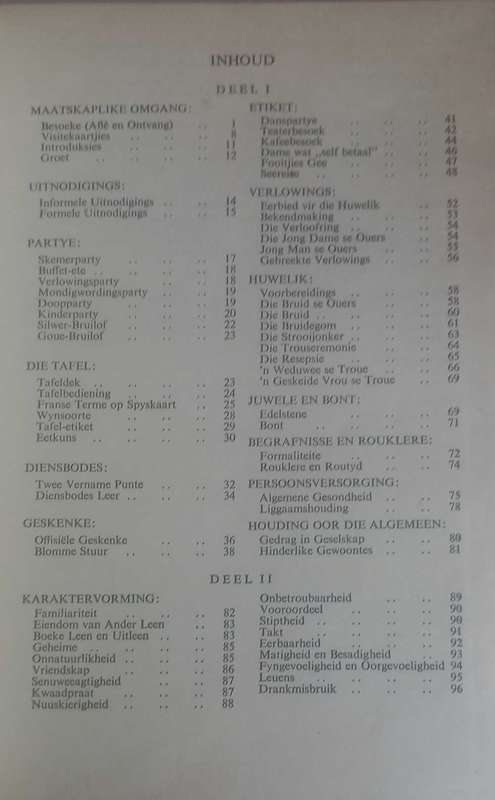 INHOUD
DEEL I
MAATSKAPLIKE OMGANG:
Besoeke (Aflê en Ontvang) .. 1
Visitekaartjies .. .. .. 8
Introduksies .. .. .. 11
Groet .. .. .. .. 12
UITNODIGINGS:
Informele Uitnodigings .. .. 14
Formele Uitnodigings .. .. 15
PARTYE:
Skemerparty .. .. .. 17
Buffet-ete .. .. .. .. 18
Verlowingsparty .. .. .. 18
Mondigwordingsparty .. .. 19
Doopparty .. .. .. 19
Kinderparty .. .. .. 20
Silwer-Bruilof .. .. .. 22
Goue-Bruilof .. .. .. 23
DIE TAFEL:
Tafeldek .. .. .. .. 23
Tafelbediening .. .. .. 24
Franse Terme op Spyskaart .. 25
Wynsoorte .. .. .. 28
Tafel-etiket .. .. .. 29
Eetkuns .. .. .. .. 30
DIENSBODES:
Twee Vername Punte .. .. 32
Diensbodes Leer .. .. .. 34
GESKENKE:
Offisiële Geskenke .. .. 36
Blomme Stuur .. .. .. 38
ETIKET:
Danspartye .. .. .. 41
Teaterbesoek .. .. .. 42
Kafeebesoek .. .. .. 44
Dame wat „self betaal” .. .. 46
Fooitjies Gee .. .. .. 47
Seereise .. .. .. .. 48
VERLOWINGS:
Eerbied vir die Huwelik .. 52
Bekendmaking .. .. .. 53
Die Verloofring .. .. .. 54
Die Jong Dame se Ouers .. 54
Jong Man se Ouers .. .. 55
Gebreekte Verlowings .. .. 56
HUWELIK:
Voorbereidings .. .. .. 58
Die Bruid se Ouers .. .. 58
Die Bruid .. .. .. .. 60
Die Bruidegom .. .. .. 61
Die Strooijonker .. .. .. 63
Die Trouseremonie .. .. 64
Die Resepsie .. .. .. 65
'n Weduwee se Troue .. .. 66
'n Geskeide Vrou se Troue .. 69
JUWELE EN BONT:
Edelstene .. .. .. 69
Bont .. .. .. .. 71
BEGRAFNISSE EN ROUKLERE:
Formaliteite .. .. .. 72
Rouklere en Routyd .. .. 74
PERSOONSVERSORGING:
Algemene Gesondheid .. .. 75
Liggaamshouding .. .. .. 78
HOUDING OOR DIE ALGEMEEN:
Gedrag in Geselskap .. .. 80
Hinderlike Gewoontes .. .. 81
DEEL II
KARAKTERVORMING:
Familiariteit .. .. .. 82
Eiendom van Ander Leen .. 83
Boeke Leen en Uitleen .. .. 83
Geheime .. .. .. .. 85
Onnatuurlikheid .. .. .. 85
Vriendskap .. .. .. 86
Senuweeagtigheid .. .. 87
Kwaadpraat .. .. .. 87
Nuuskierigheid .. .. .. 88
Onbetroubaarheid .. .. 89
Vooroordeel .. .. .. 90
Stiptheid .. .. .. .. 90
Takt .. .. .. .. 91
Eerbaarheid .. .. .. 92
Matigheid en Besadigheid .. 93
Fyngevoeligheid en Oorgevoeligheid 94
Leuens .. .. .. .. 95
Drankmisbruik .. .. .. 96